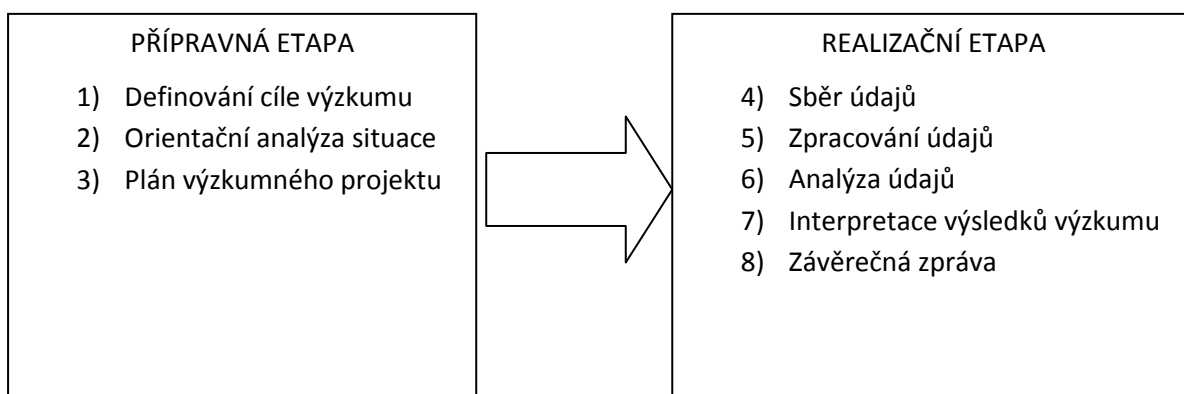 PŘÍPRAVNÁ ETAPA
1) Definování cíle výzkumu
2) Orientační analýza situace
3) Plán výzkumného projektu
REALIZAČNÍ ETAPA
4) Sběr údajů
5) Zpracování údajů
6) Analýza údajů
7) Interpretace výsledků výzkumu
8) Závěrečná zpráva